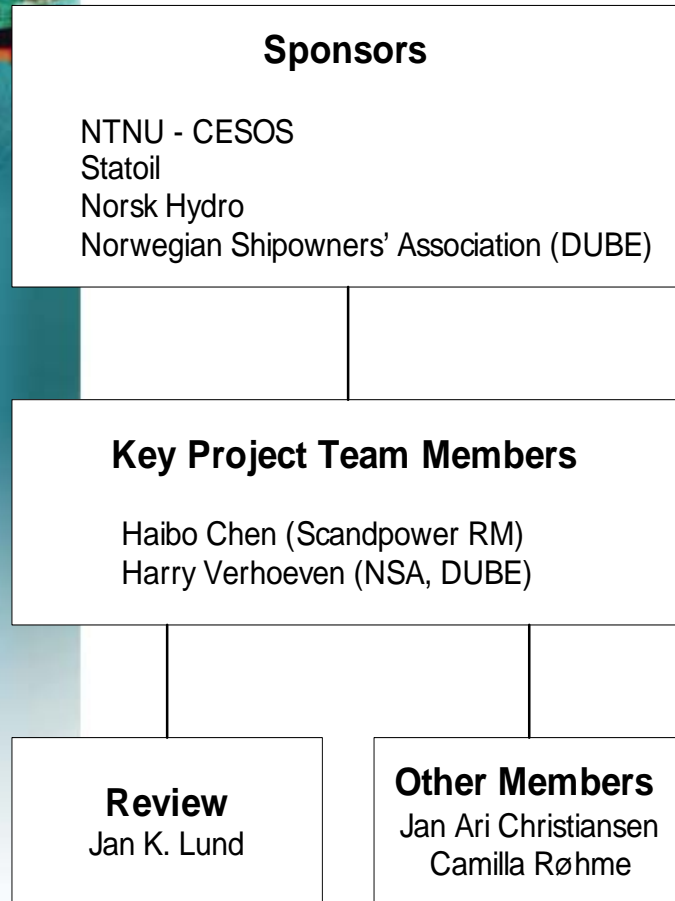 Sponsors
NTNU - CESOS
Statoil
Norsk Hydro
Norwegian Shipowners’ Association (DUBE)
Key Project Team Members
Haibo Chen (Scandpower RM)
Harry Verhoeven (NSA, DUBE)
Review
Jan K. Lund
Other Members
Jan Ari Christiansen
Camilla Røhme